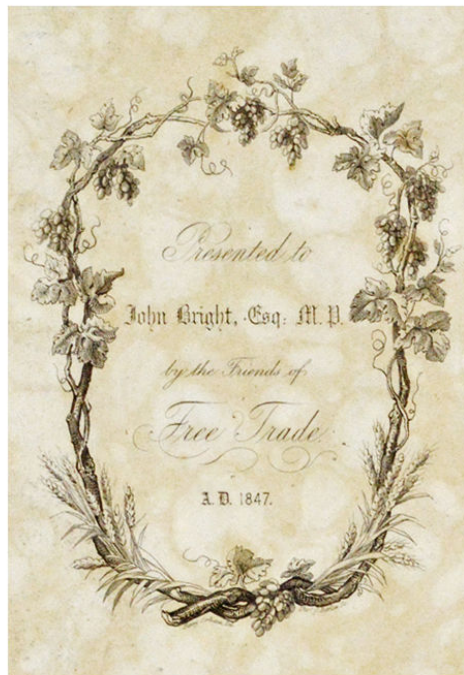 Presented to
John Bright, Esq: M. P.
by the Friends of
Free Trade
A. D. 1847.